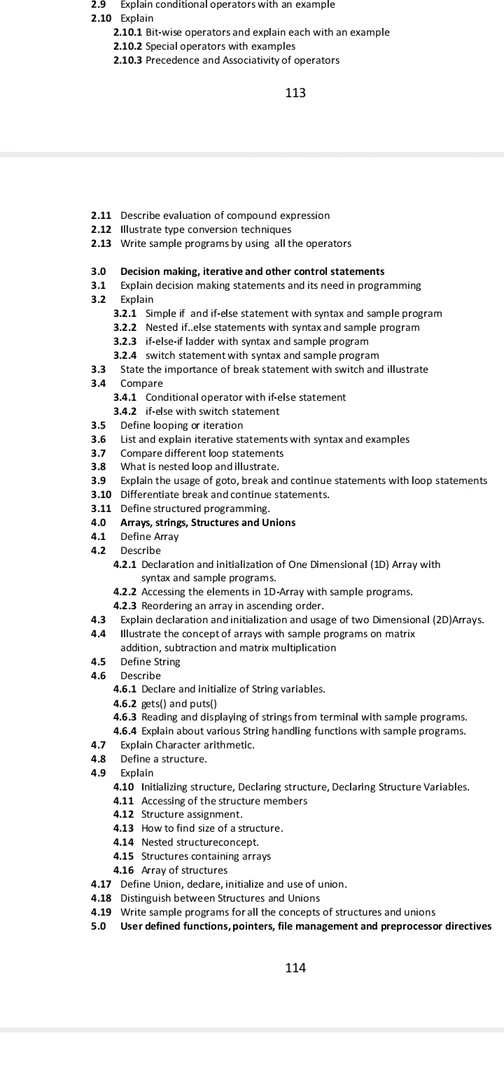 2.9 Explain conditional operators with an example
2.10 Explain
2.10.1 Bit-wise operators and explain each with an example
2.10.2 Special operators with examples
2.10.3 Precedence and Associativity of operators
113
2.11 Describe evaluation of compound expression
2.12 Illustrate type conversion techniques
2.13 Write sample programs by using all the operators
3.0 Decision making, iterative and other control statements
3.1 Explain decision making statements and its need in programming
3.2 Explain
3.2.1 Simple if and if-else statement with syntax and sample program
3.2.2 Nested if..else statements with syntax and sample program
3.2.3 if-else-if ladder with syntax and sample program
3.2.4 switch statement with syntax and sample program
3.3 State the importance of break statement with switch and illustrate
3.4 Compare
3.4.1 Conditional operator with if-else statement
3.4.2 if-else with switch statement
3.5 Define looping or iteration
3.6 List and explain iterative statements with syntax and examples
3.7 Compare different loop statements
3.8 What is nested loop and illustrate.
3.9 Explain the usage of goto, break and continue statements with loop statements
3.10 Differentiate break and continue statements.
3.11 Define structured programming.
4.0 Arrays, strings, Structures and Unions
4.1 Define Array
4.2 Describe
4.2.1 Declaration and initialization of One Dimensional (1D) Array with
syntax and sample programs.
4.2.2 Accessing the elements in 1D-Array with sample programs.
4.2.3 Reordering an array in ascending order.
4.3 Explain declaration and initialization and usage of two Dimensional (2D)Arrays.
4.4 Illustrate the concept of arrays with sample programs on matrix
addition, subtraction and matrix multiplication
4.5 Define String
4.6 Describe
4.6.1 Declare and initialize of String variables.
4.6.2 gets() and puts()
4.6.3 Reading and displaying of strings from terminal with sample programs.
4.6.4 Explain about various String handling functions with sample programs.
4.7 Explain Character arithmetic.
4.8 Define a structure.
4.9 Explain
4.10 Initializing structure, Declaring structure, Declaring Structure Variables.
4.11 Accessing of the structure members
4.12 Structure assignment.
4.13 How to find size of a structure.
4.14 Nested structureconcept.
4.15 Structures containing arrays
4.16 Array of structures
4.17 Define Union, declare, initialize and use of union.
4.18 Distinguish between Structures and Unions
4.19 Write sample programs for all the concepts of structures and unions
5.0 User defined functions, pointers, file management and preprocessor directives
114